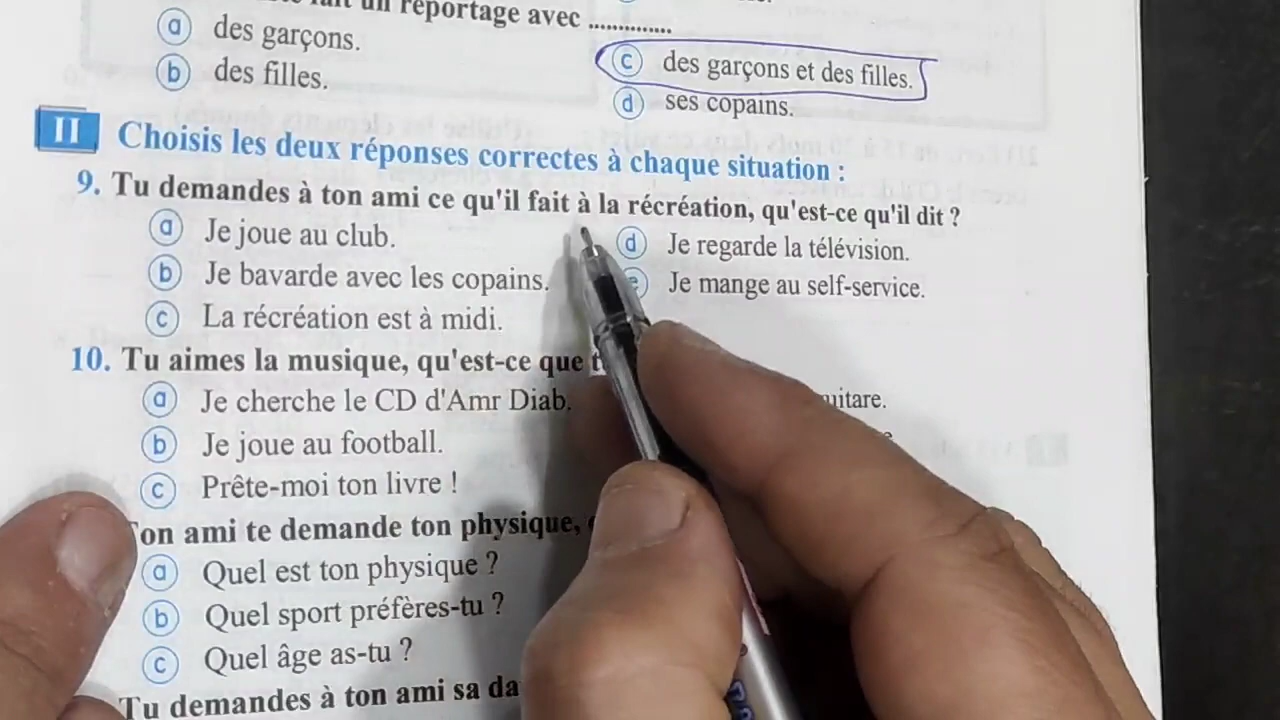 un reportage avec ..............
a des garçons.
b des filles.
c des garçons et des filles.
d ses copains.
II Choisis les deux réponses correctes à chaque situation :
9. Tu demandes à ton ami ce qu'il fait à la récréation, qu'est-ce qu'il dit ?
a Je joue au club.
b Je bavarde avec les copains.
c La récréation est à midi.
d Je regarde la télévision.
e Je mange au self-service.
10. Tu aimes la musique, qu'est-ce que
a Je cherche le CD d'Amr Diab.
b Je joue au football.
c Prête-moi ton livre !
Ton ami te demande ton physique,
a Quel est ton physique ?
b Quel sport préfères-tu ?
c Quel âge as-tu ?
Tu demandes à ton ami sa